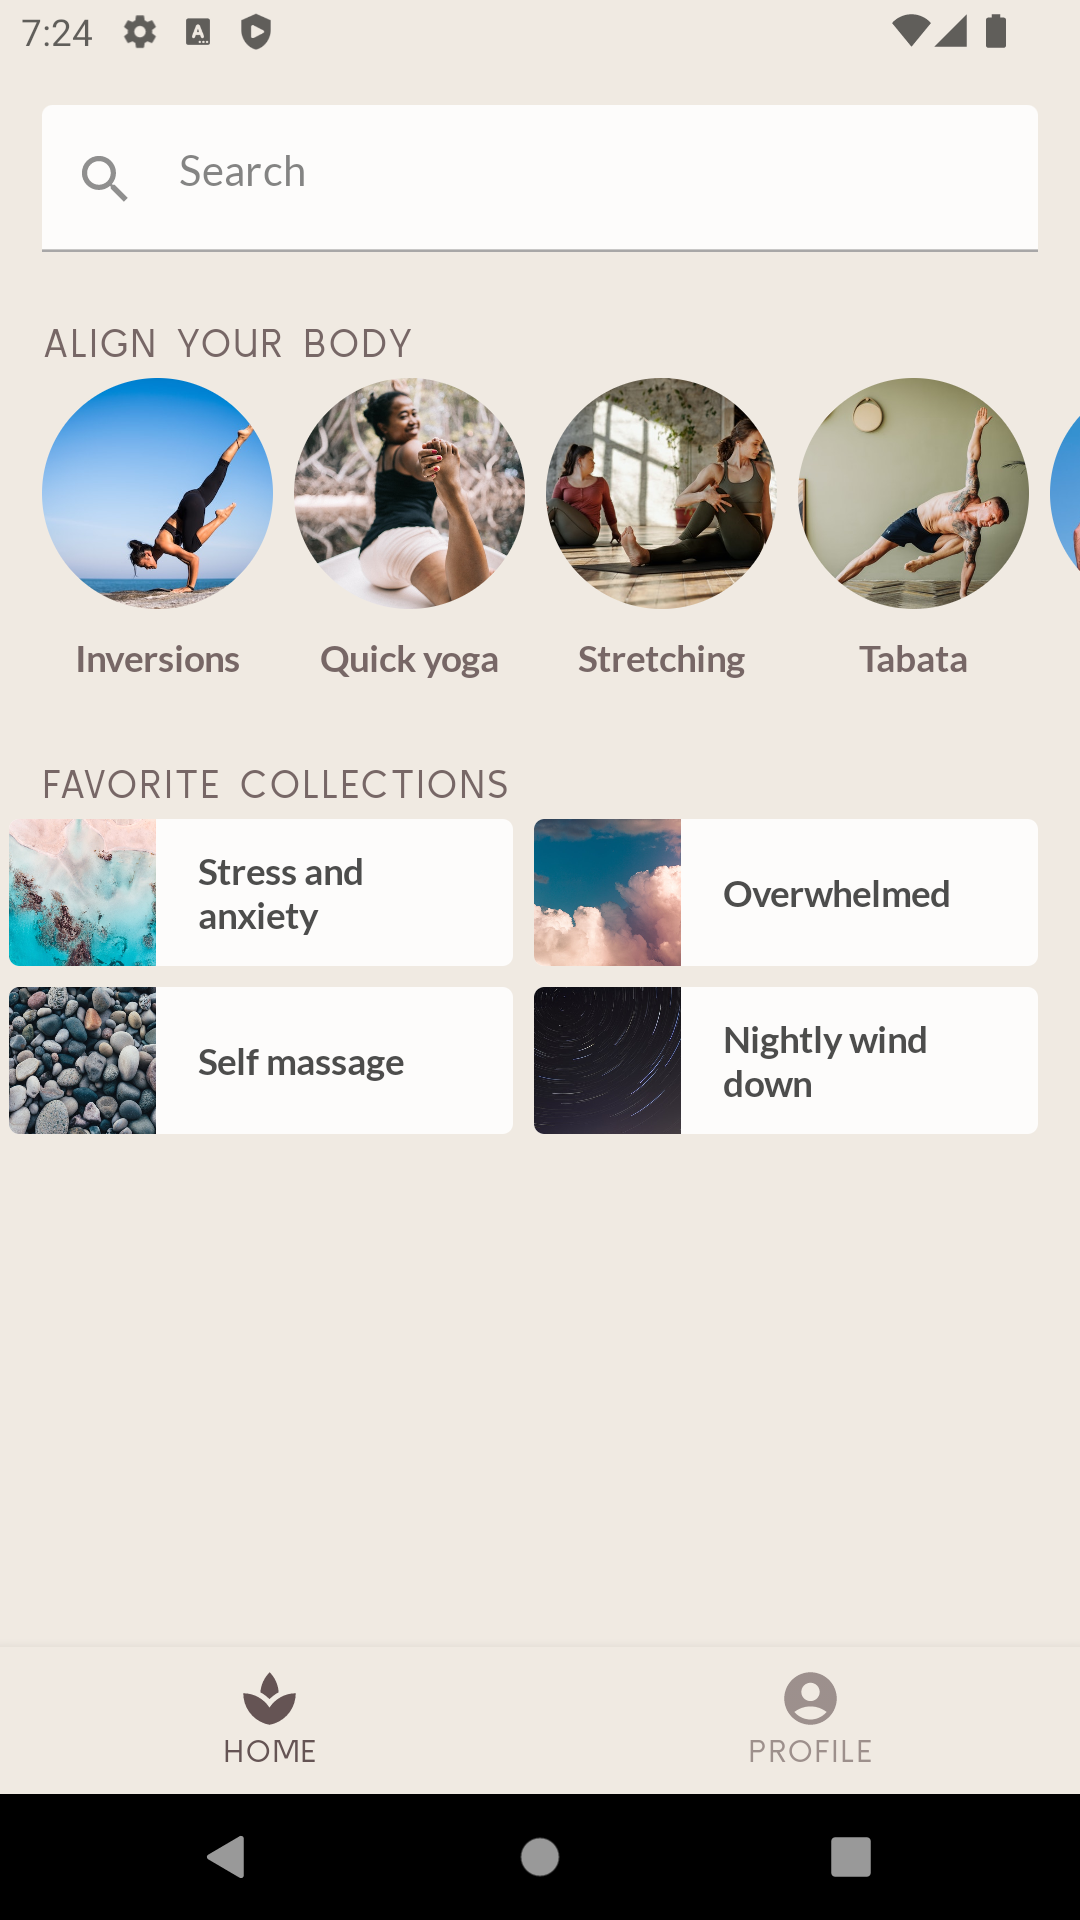 7:24
Search
ALIGN YOUR BODY
Inversions
Quick yoga
Stretching
Tabata
FAVORITE COLLECTIONS
Stress and
anxiety
Overwhelmed
Self massage
Nightly wind
down
HOME
PROFILE